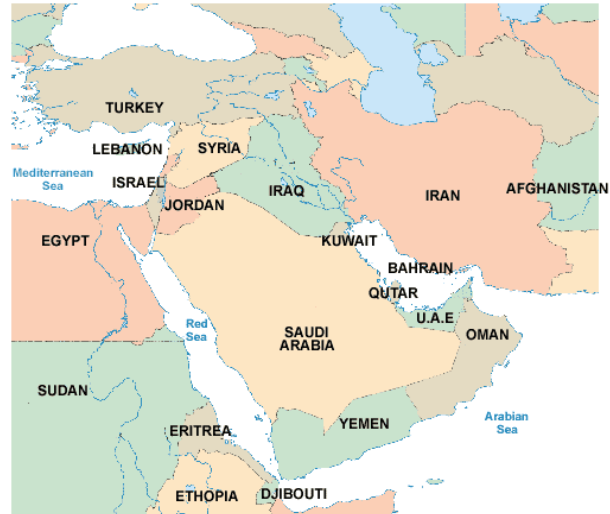 TURKEY
LEBANON
SYRIA
Mediterranean
Sea
ISRAEL
IRAQ
IRAN
AFGHANISTAN
JORDAN
EGYPT
KUWAIT
BAHRAIN
QUTAR
U.A.E
Red
Sea
SAUDI
ARABIA
OMAN
SUDAN
YEMEN
Arabian
Sea
ERITREA
ETHOPIA
DJIBOUTI